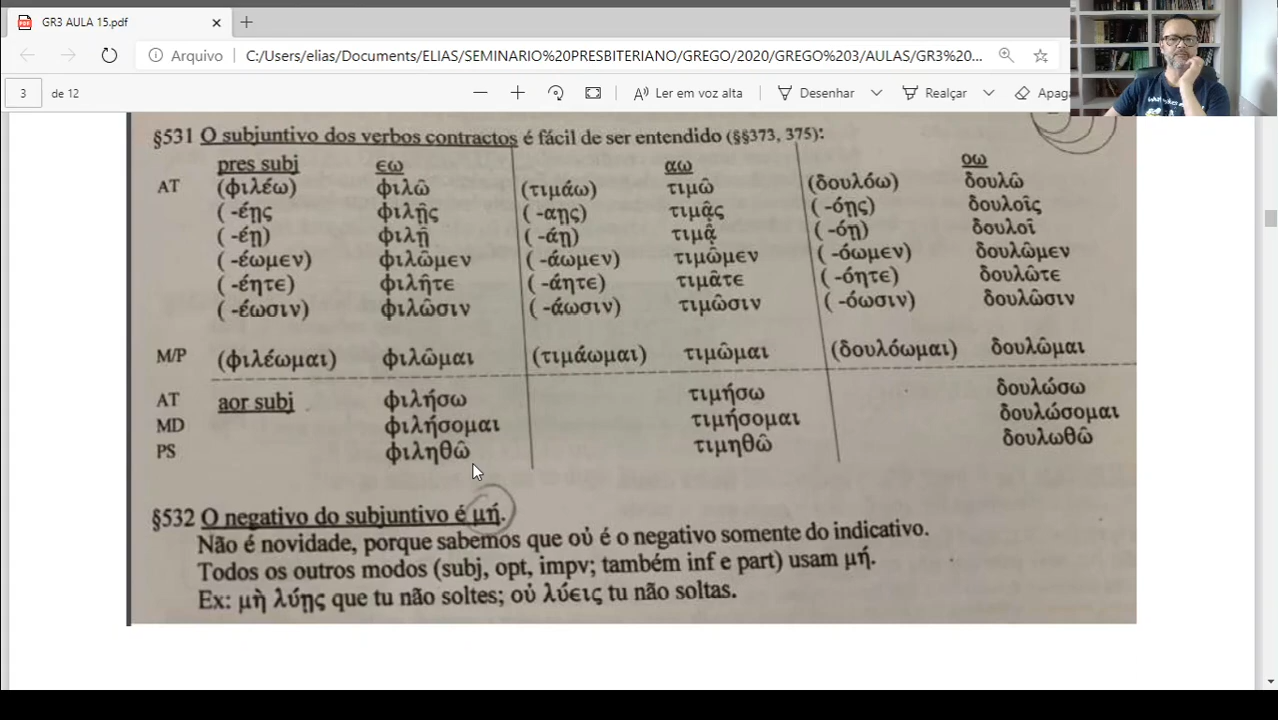 GR3 AULA 15.pdf
Arquivo C:/Users/elias/Documents/ELIAS/SEMINARIO%20PRESBITERIANO/GREGO/2020/GREGO%203/AULAS/GR3%20...
3 de 12 Ler em voz alta Desenhar Realçar Apag
§531 O subjuntivo dos verbos contractos é fácil de ser entendido (§§373, 375):
pres subj εω αω οω
AT (φιλέω) φιλῶ (τιμάω) τιμῶ (δουλόω) δουλῶ
( -έῃς φιλῇς ( -αῃς) τιμᾷς ( -όῃς) δουλοῖς
( -έῃ) φιλῇ ( -άῃ) τιμᾷ ( -όῃ) δουλοῖ
( -έωμεν) φιλῶμεν ( -άωμεν) τιμῶμεν ( -όωμεν) δουλῶμεν
( -έητε) φιλῆτε ( -άητε) τιμᾶτε ( -όητε) δουλῶτε
( -έωσιν) φιλῶσιν ( -άωσιν) τιμῶσιν ( -όωσιν) δουλῶσιν
M/P (φιλέωμαι) φιλῶμαι (τιμάωμαι) τιμῶμαι (δουλόωμαι) δουλῶμαι
AT aor subj φιλήσω τιμήσω δουλώσω
MD φιλήσομαι τιμήσομαι δουλώσομαι
PS φιληθῶ τιμηθῶ δουλωθῶ
§532 O negativo do subjuntivo é μή.
Não é novidade, porque sabemos que οὐ é o negativo somente do indicativo.
Todos os outros modos (subj, opt, impv; também inf e part) usam μή.
Ex: μὴ λύῃς que tu não soltes; οὐ λύεις tu não soltas.